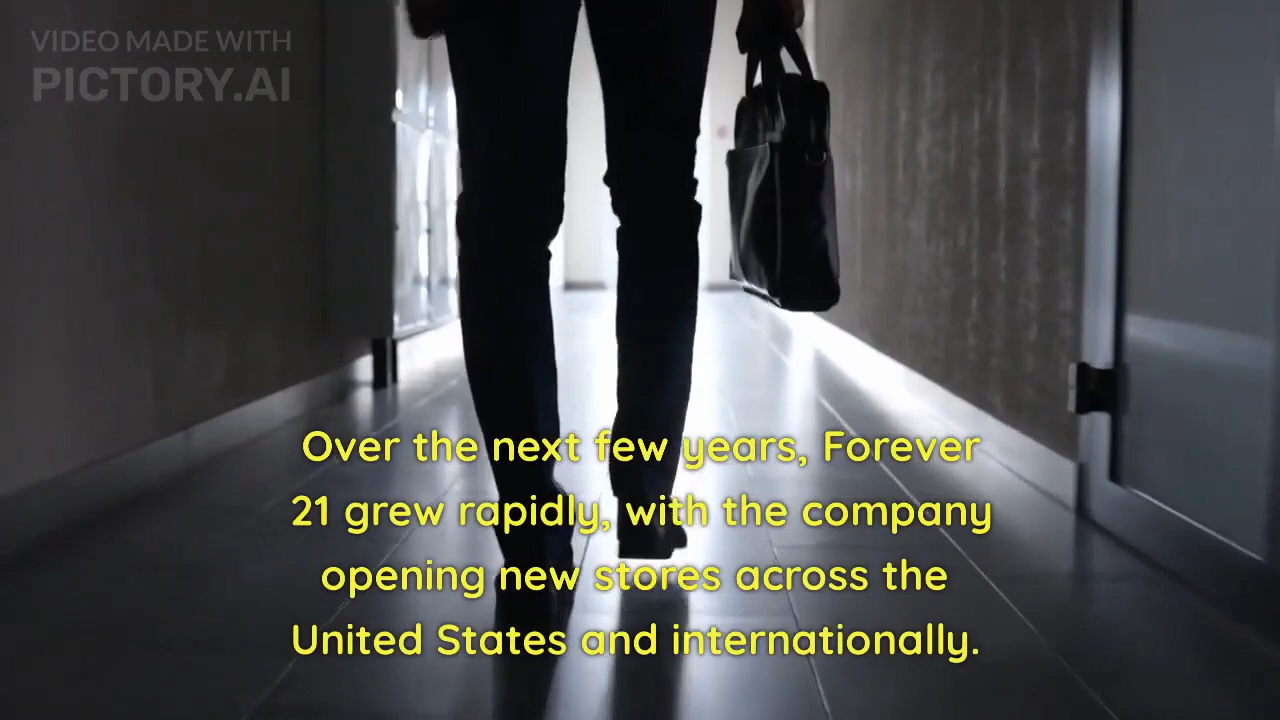 VIDEO MADE WITH
PICTORY.AI
Over the next few years, Forever
21 grew rapidly, with the company
opening new stores across the
United States and internationally.